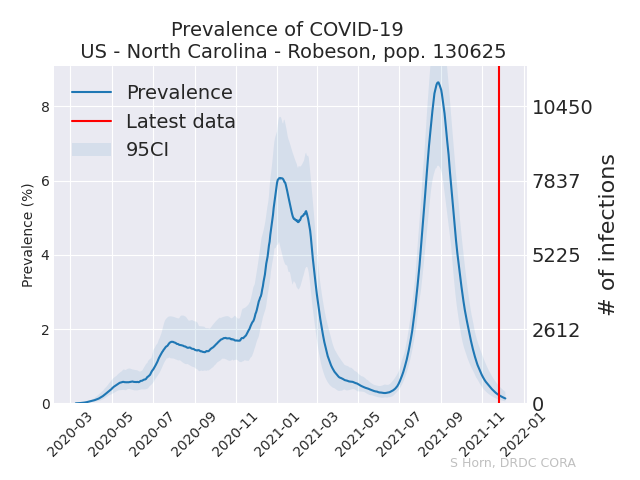 Prevalence of COVID-19
US - North Carolina - Robeson, pop. 130625
Prevalence
Latest data
95CI
Prevalence (%)
8
6
4
2
0
10450
7837
5225
2612
0
# of infections
2020-03
2020-05
2020-07
2020-09
2020-11
2021-01
2021-03
2021-05
2021-07
2021-09
2021-11
2022-01
S Horn, DRDC CORA